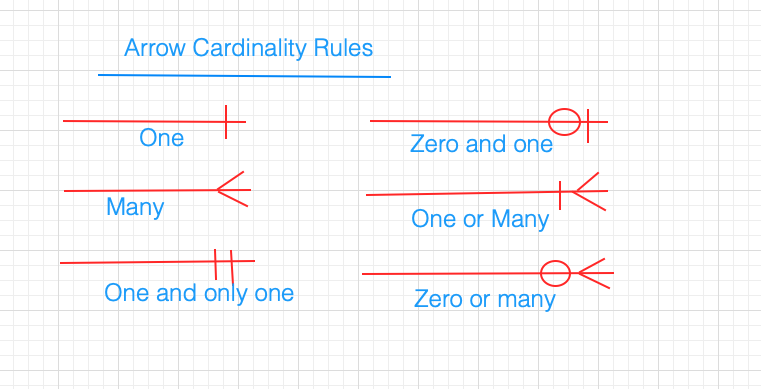 Arrow Cardinality Rules
One
Zero and one
Many
One or Many
One and only one
Zero or many